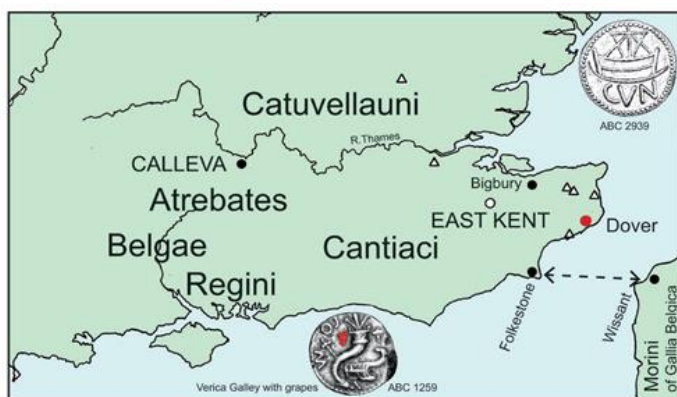 CVN
ABC 2939
Catuvellauni
R.Thames
CALLEVA
Bigbury
Atrebates
EAST KENT
Dover
Belgae
Cantiaci
Regini
Folkestone
Wissant
Morini
of Gallia Belgica
Verica Galley with grapes
ABC 1259